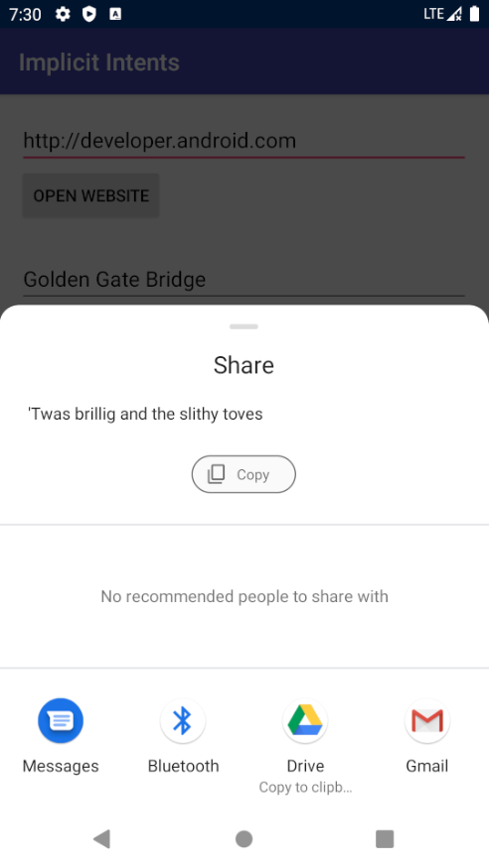 7:30
LTE
Implicit Intents
http://developer.android.com
OPEN WEBSITE
Golden Gate Bridge
Share
'Twas brillig and the slithy toves
Copy
No recommended people to share with
Messages Bluetooth Drive Gmail
Copy to clipb...